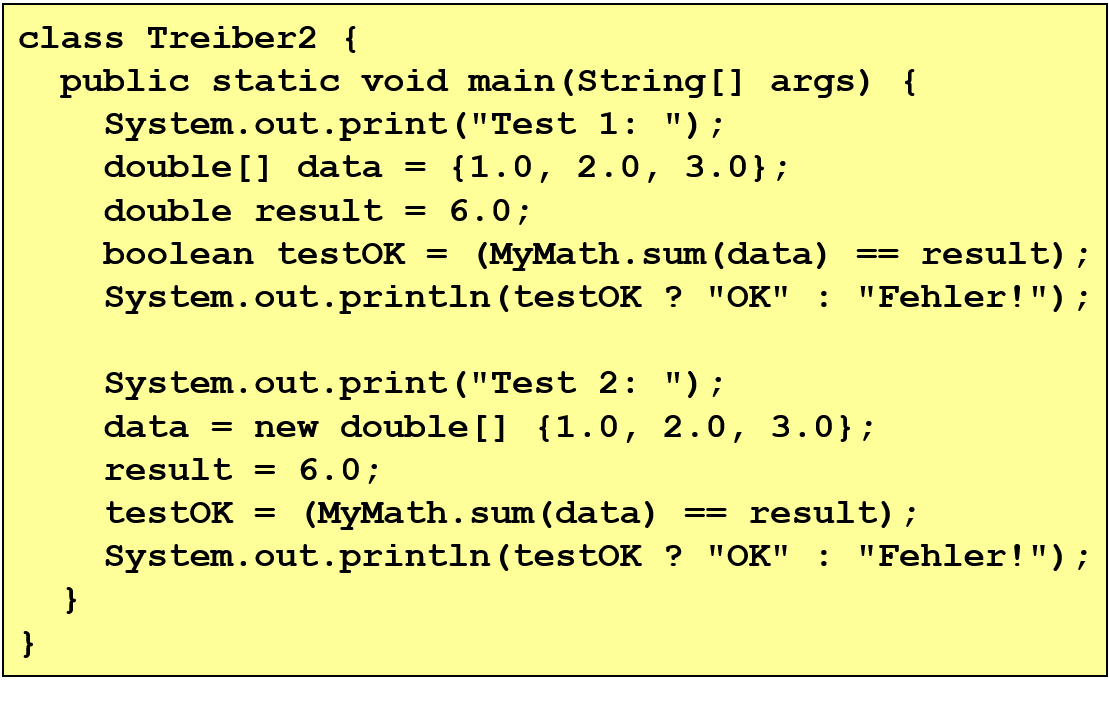 class Treiber2 {
  public static void main(String[] args) {
    System.out.print("Test 1: ");
    double[] data = {1.0, 2.0, 3.0};
    double result = 6.0;
    boolean testOK = (MyMath.sum(data) == result);
    System.out.println(testOK ? "OK" : "Fehler!");

    System.out.print("Test 2: ");
    data = new double[] {1.0, 2.0, 3.0};
    result = 6.0;
    testOK = (MyMath.sum(data) == result);
    System.out.println(testOK ? "OK" : "Fehler!");
  }
}